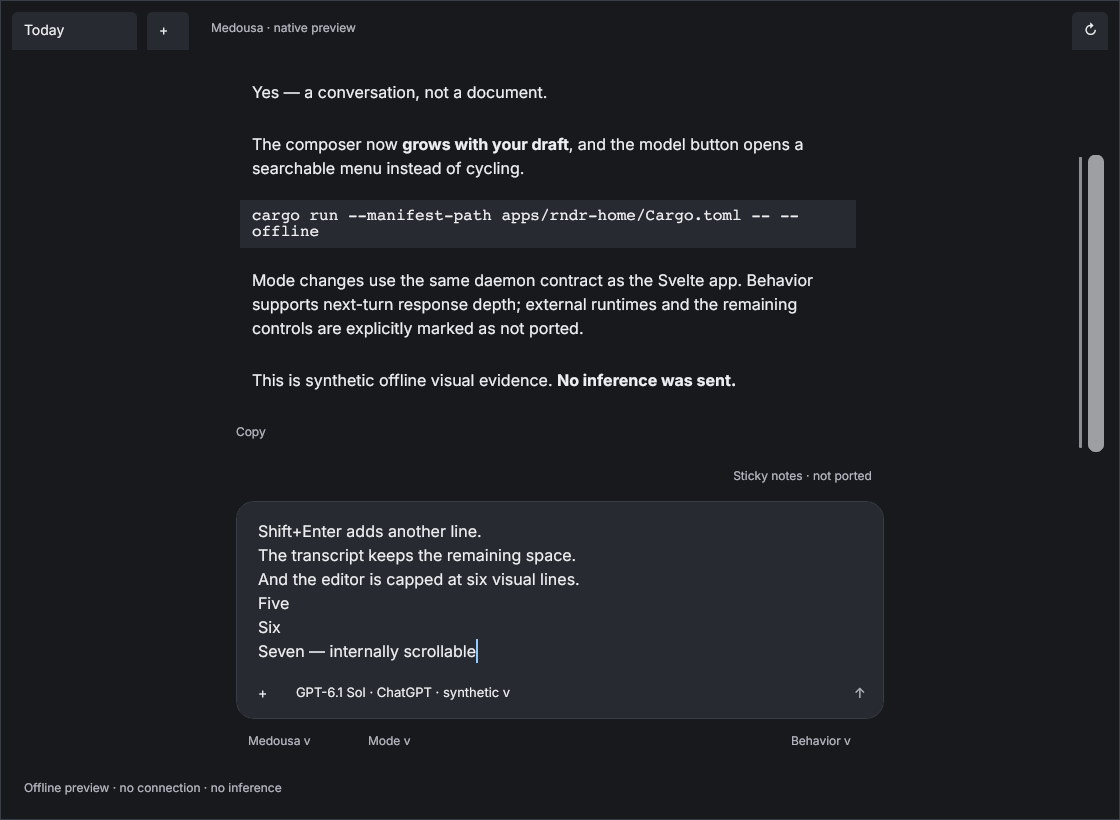 Today
+
Medousa · native preview
Yes — a conversation, not a document.
The composer now grows with your draft, and the model button opens a
searchable menu instead of cycling.
cargo run --manifest-path apps/rndr-home/Cargo.toml -- --
offline
Mode changes use the same daemon contract as the Svelte app. Behavior
supports next-turn response depth; external runtimes and the remaining
controls are explicitly marked as not ported.
This is synthetic offline visual evidence. No inference was sent.
Copy
Sticky notes · not ported
Shift+Enter adds another line.
The transcript keeps the remaining space.
And the editor is capped at six visual lines.
Five
Six
Seven — internally scrollable
+ GPT-6.1 Sol · ChatGPT · synthetic v ↑
Medousa v Mode v Behavior v
Offline preview · no connection · no inference